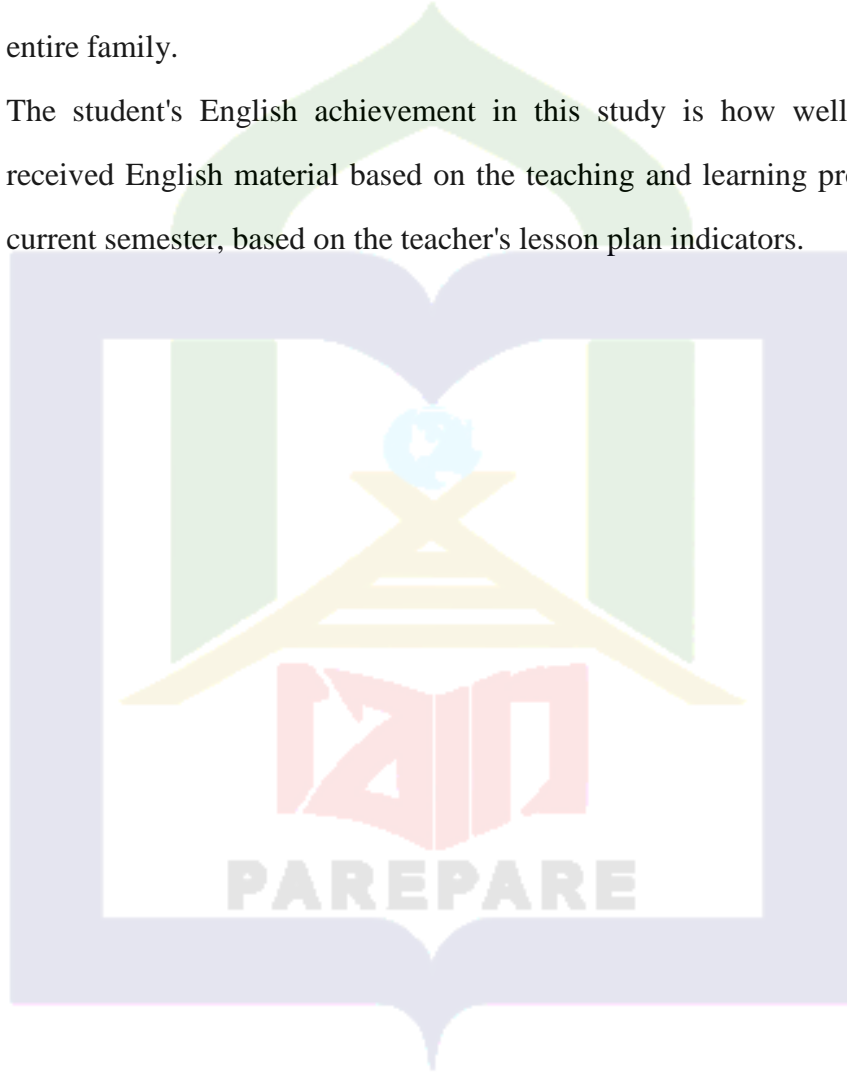 entire family.
The student's English achievement in this study is how well
received English material based on the teaching and learning
current semester, based on the teacher's lesson plan indicators.
iain
PAREPARE